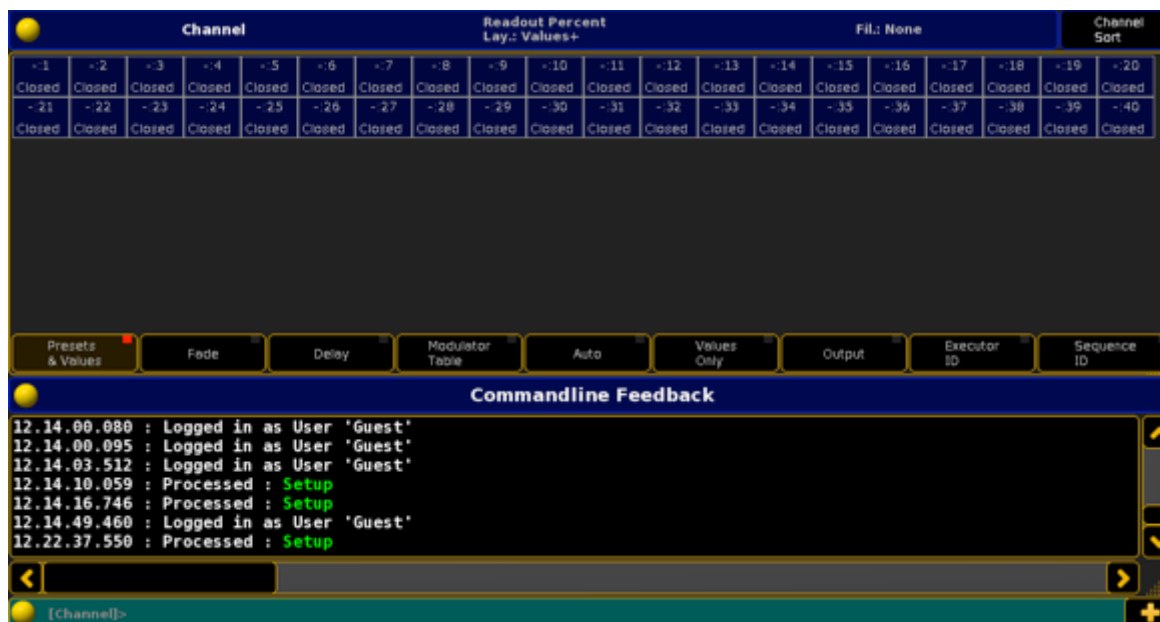 Channel
Readout Percent
Lay.: Values+
Fil.: None
Channel
Sort
-:1 -:2 -:3 -:4 -:5 -:6 -:7 -:8 -:9 -:10 -:11 -:12 -:13 -:14 -:15 -:16 -:17 -:18 -:19 -:20
Closed Closed Closed Closed Closed Closed Closed Closed Closed Closed Closed Closed Closed Closed Closed Closed Closed Closed Closed Closed
-:21 -:22 -:23 -:24 -:25 -:26 -:27 -:28 -:29 -:30 -:31 -:32 -:33 -:34 -:35 -:36 -:37 -:38 -:39 -:40
Closed Closed Closed Closed Closed Closed Closed Closed Closed Closed Closed Closed Closed Closed Closed Closed Closed Closed Closed Closed
Presets
& Values
Fade
Delay
Modulator
Table
Auto
Values
Only
Output
Executor
ID
Sequence
ID
Commandline Feedback
12.14.00.080 : Logged in as User 'Guest'
12.14.00.095 : Logged in as User 'Guest'
12.14.03.512 : Logged in as User 'Guest'
12.14.10.059 : Processed : Setup
12.14.16.746 : Processed : Setup
12.14.49.460 : Logged in as User 'Guest'
12.22.37.550 : Processed : Setup
[Channel]>